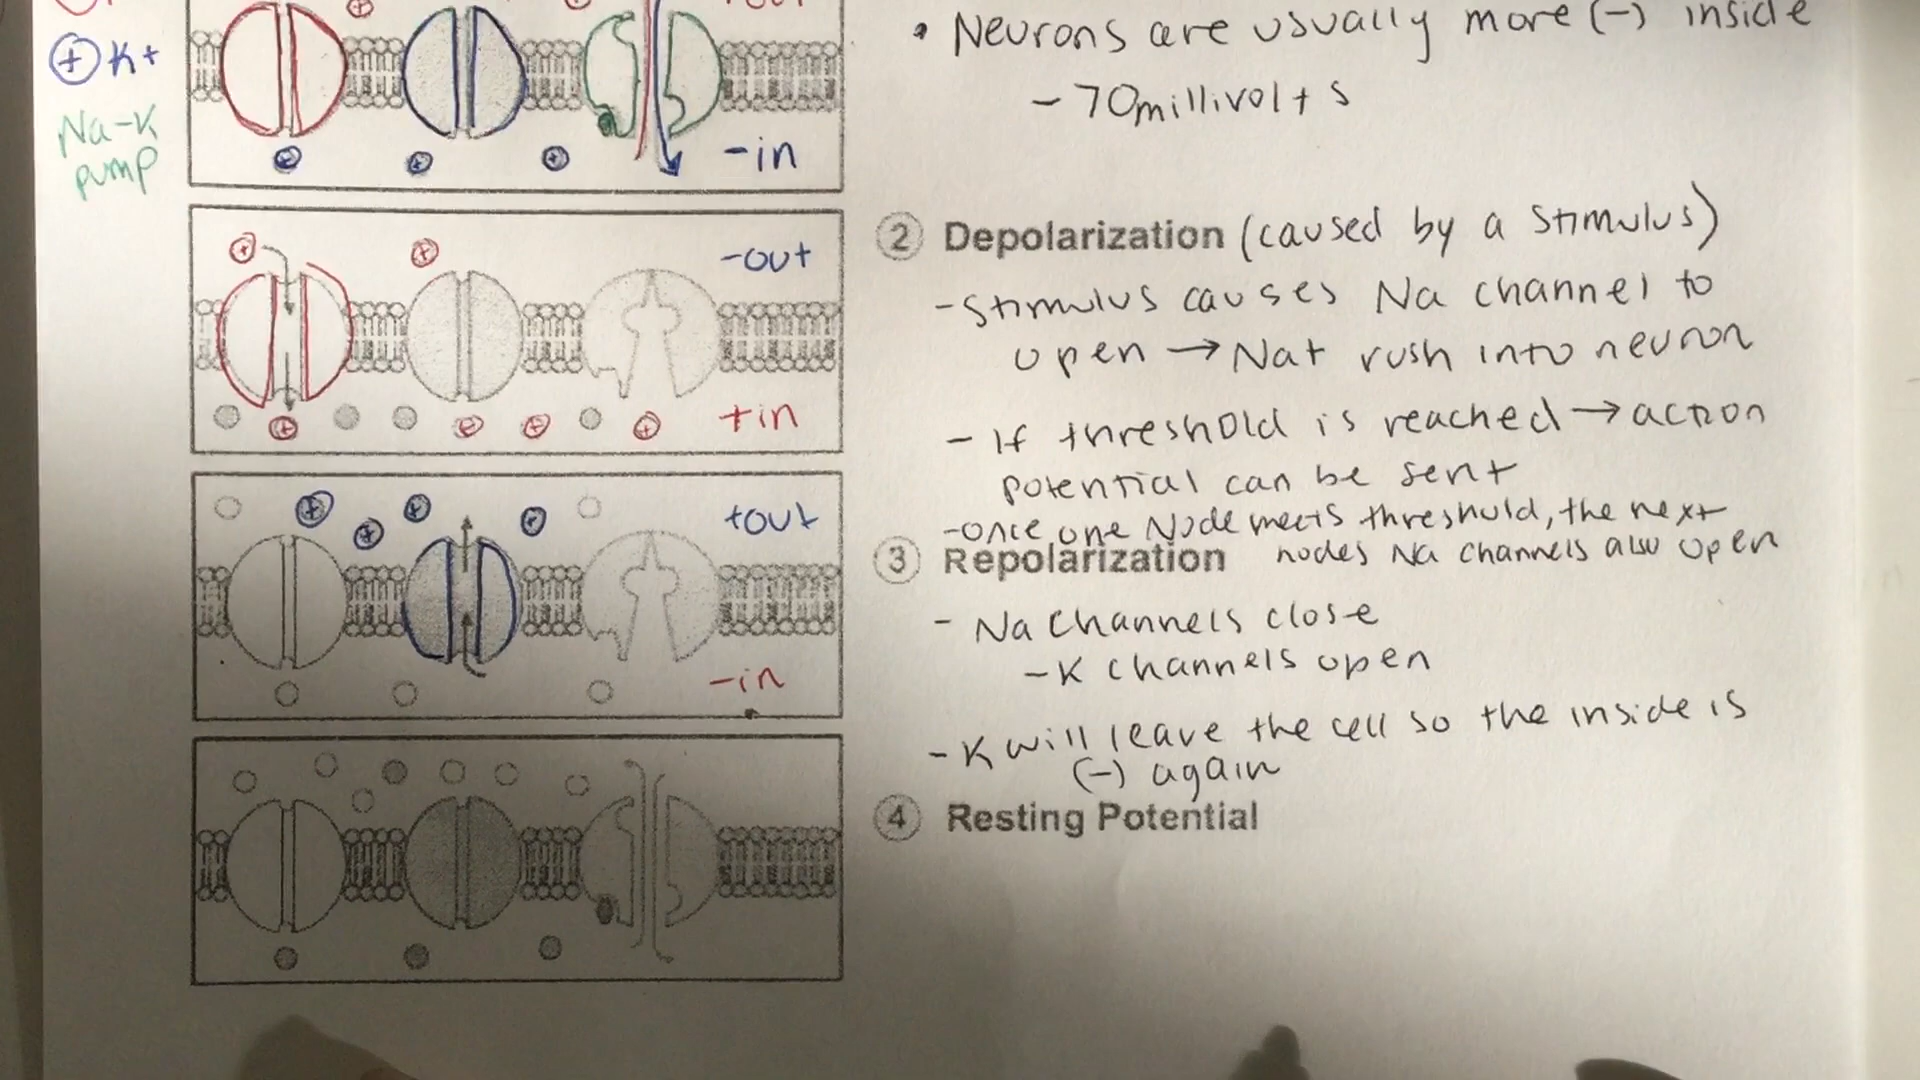 +out
• Neurons are usually more (-) inside
+ K+
- 70millivolts
Na-K
pump
-in
2 Depolarization (caused by a stimulus)
-out
-Stimulus causes Na channel to
open → Na+ rush into neuron
+in
- If threshold is reached → action
potential can be sent
-once one Node meets threshold, the next
nodes Na channels also open
+out
3 Repolarization
- Na channels close
-K channels open
-in
-K will leave the cell so the inside is
(-) again
4 Resting Potential